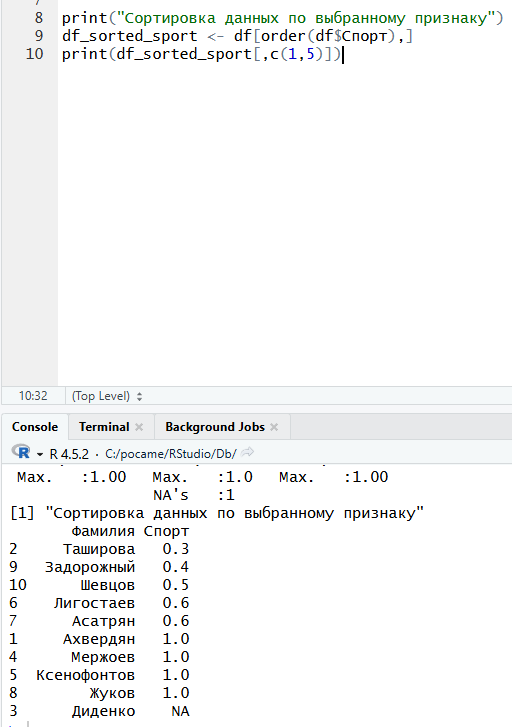 7
8 print("Сортировка данных по выбранному признаку")
9 df_sorted_sport <- df[order(df$Спорт),]
10 print(df_sorted_sport[,c(1,5)])
10:32 (Top Level)
Console Terminal Background Jobs
R R 4.5.2 · C:/pocame/RStudio/Db/
Max. :1.00 Max. :1.0 Max. :1.00
NA's :1
[1] "Сортировка данных по выбранному признаку"
Фамилия Спорт
2 Таширова 0.3
9 Задорожный 0.4
10 Шевцов 0.5
6 Лигостаев 0.6
7 Асатрян 0.6
1 Ахвердян 1.0
4 Мержоев 1.0
5 Ксенофонтов 1.0
8 Жуков 1.0
3 Диденко NA